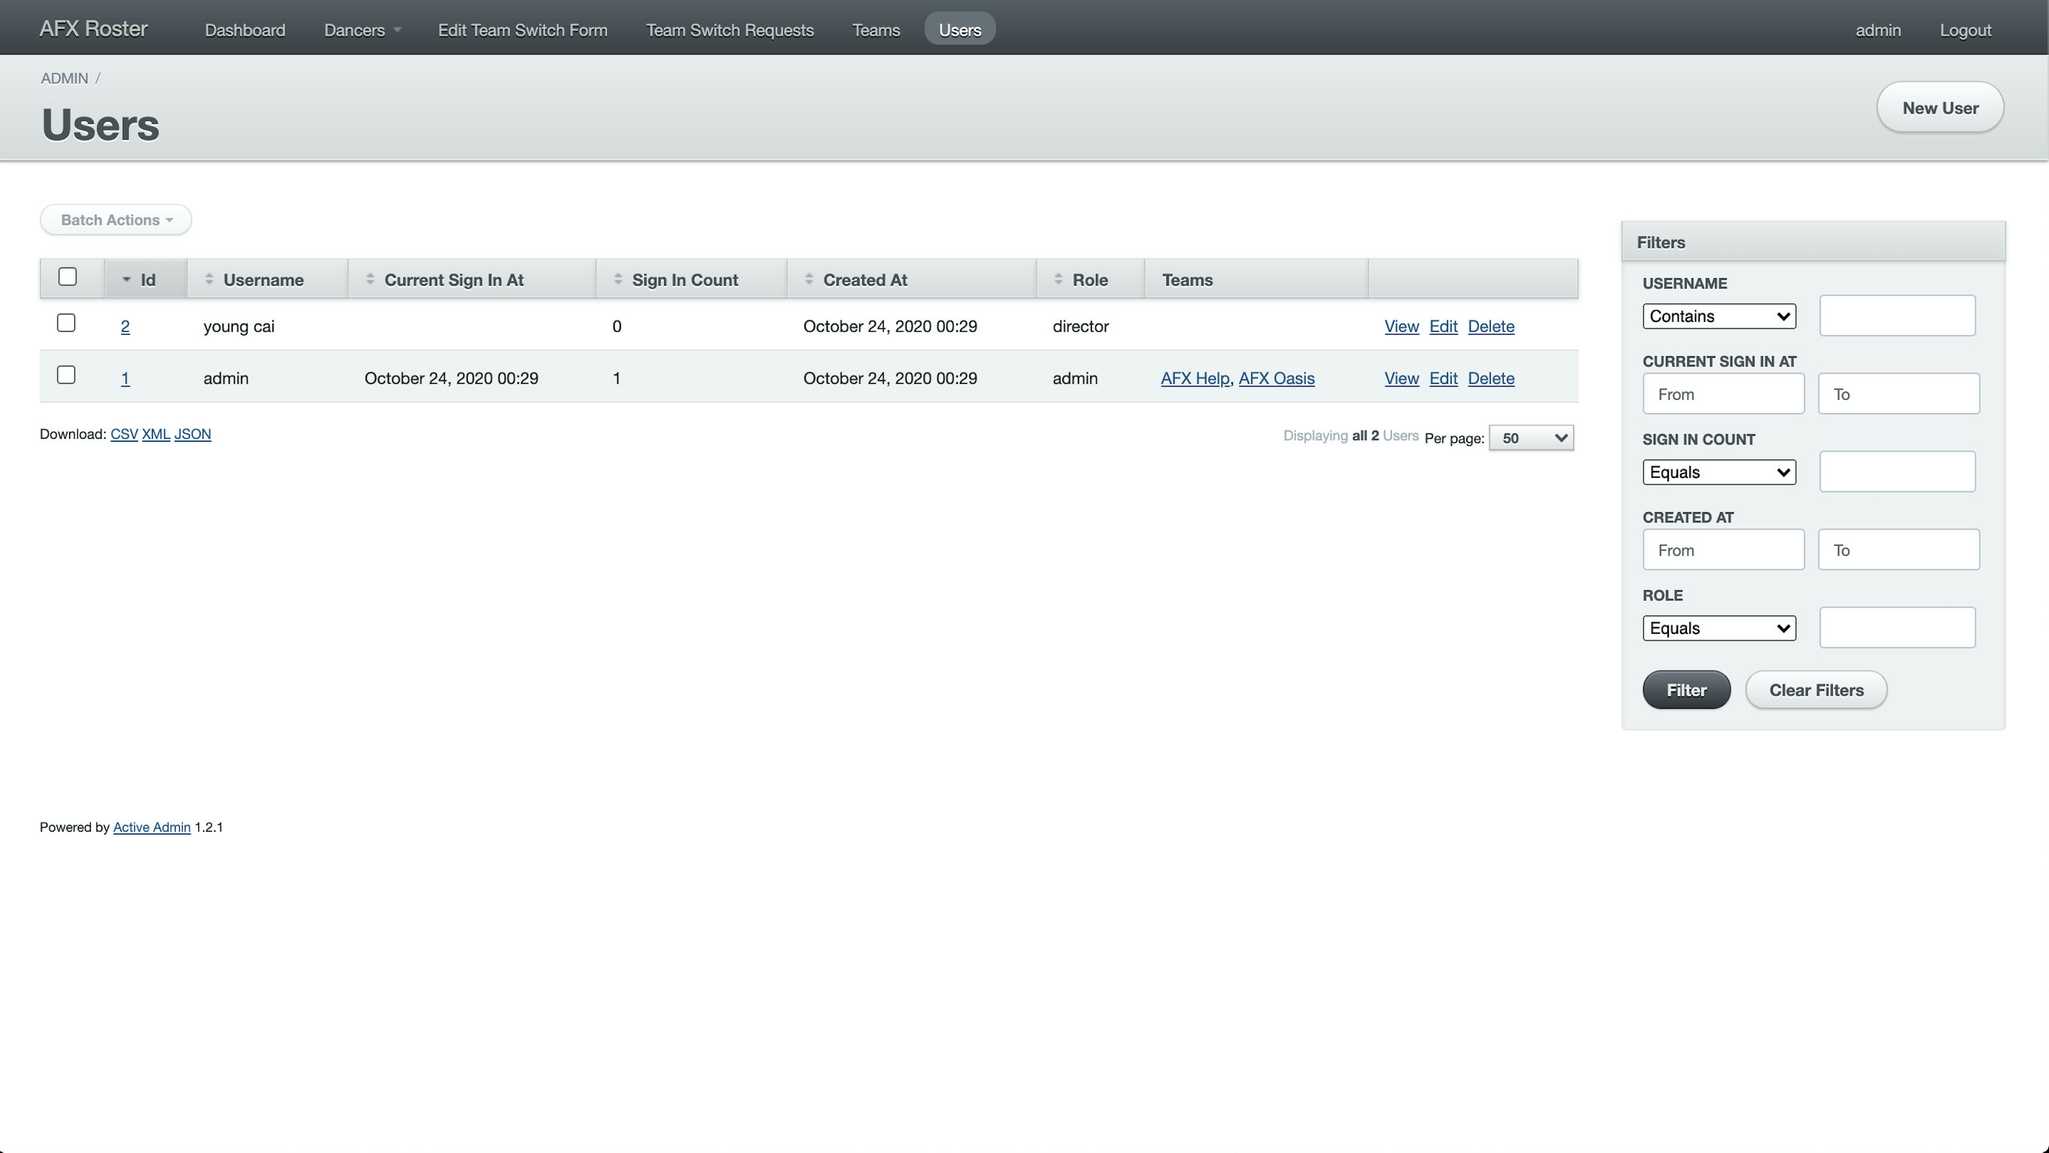 AFX Roster Dashboard Dancers Edit Team Switch Form Team Switch Requests Teams Users admin Logout
ADMIN /
Users
New User
Batch Actions
Id Username Current Sign In At Sign In Count Created At Role Teams
2 young cai 0 October 24, 2020 00:29 director View Edit Delete
1 admin October 24, 2020 00:29 1 October 24, 2020 00:29 admin AFX Help, AFX Oasis View Edit Delete
Download: CSV XML JSON
Displaying all 2 Users Per page: 50
Filters
USERNAME
Contains
CURRENT SIGN IN AT
From To
SIGN IN COUNT
Equals
CREATED AT
From To
ROLE
Equals
Filter Clear Filters
Powered by Active Admin 1.2.1